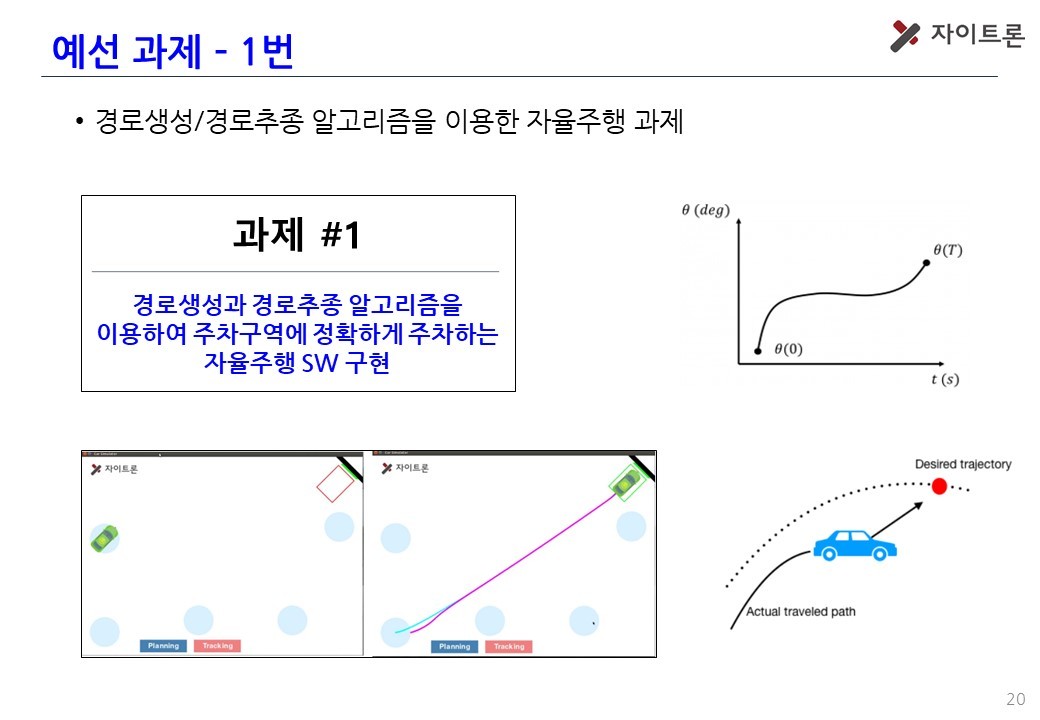 예선 과제 – 1번
자이트론
• 경로생성/경로추종 알고리즘을 이용한 자율주행 과제
과제 #1
경로생성과 경로추종 알고리즘을
이용하여 주차구역에 정확하게 주차하는
자율주행 SW 구현
θ (deg)
θ(T)
θ(0)
t (s)
자이트론
Planning
Tracking
자이트론
Planning
Tracking
Desired trajectory
Actual traveled path
20